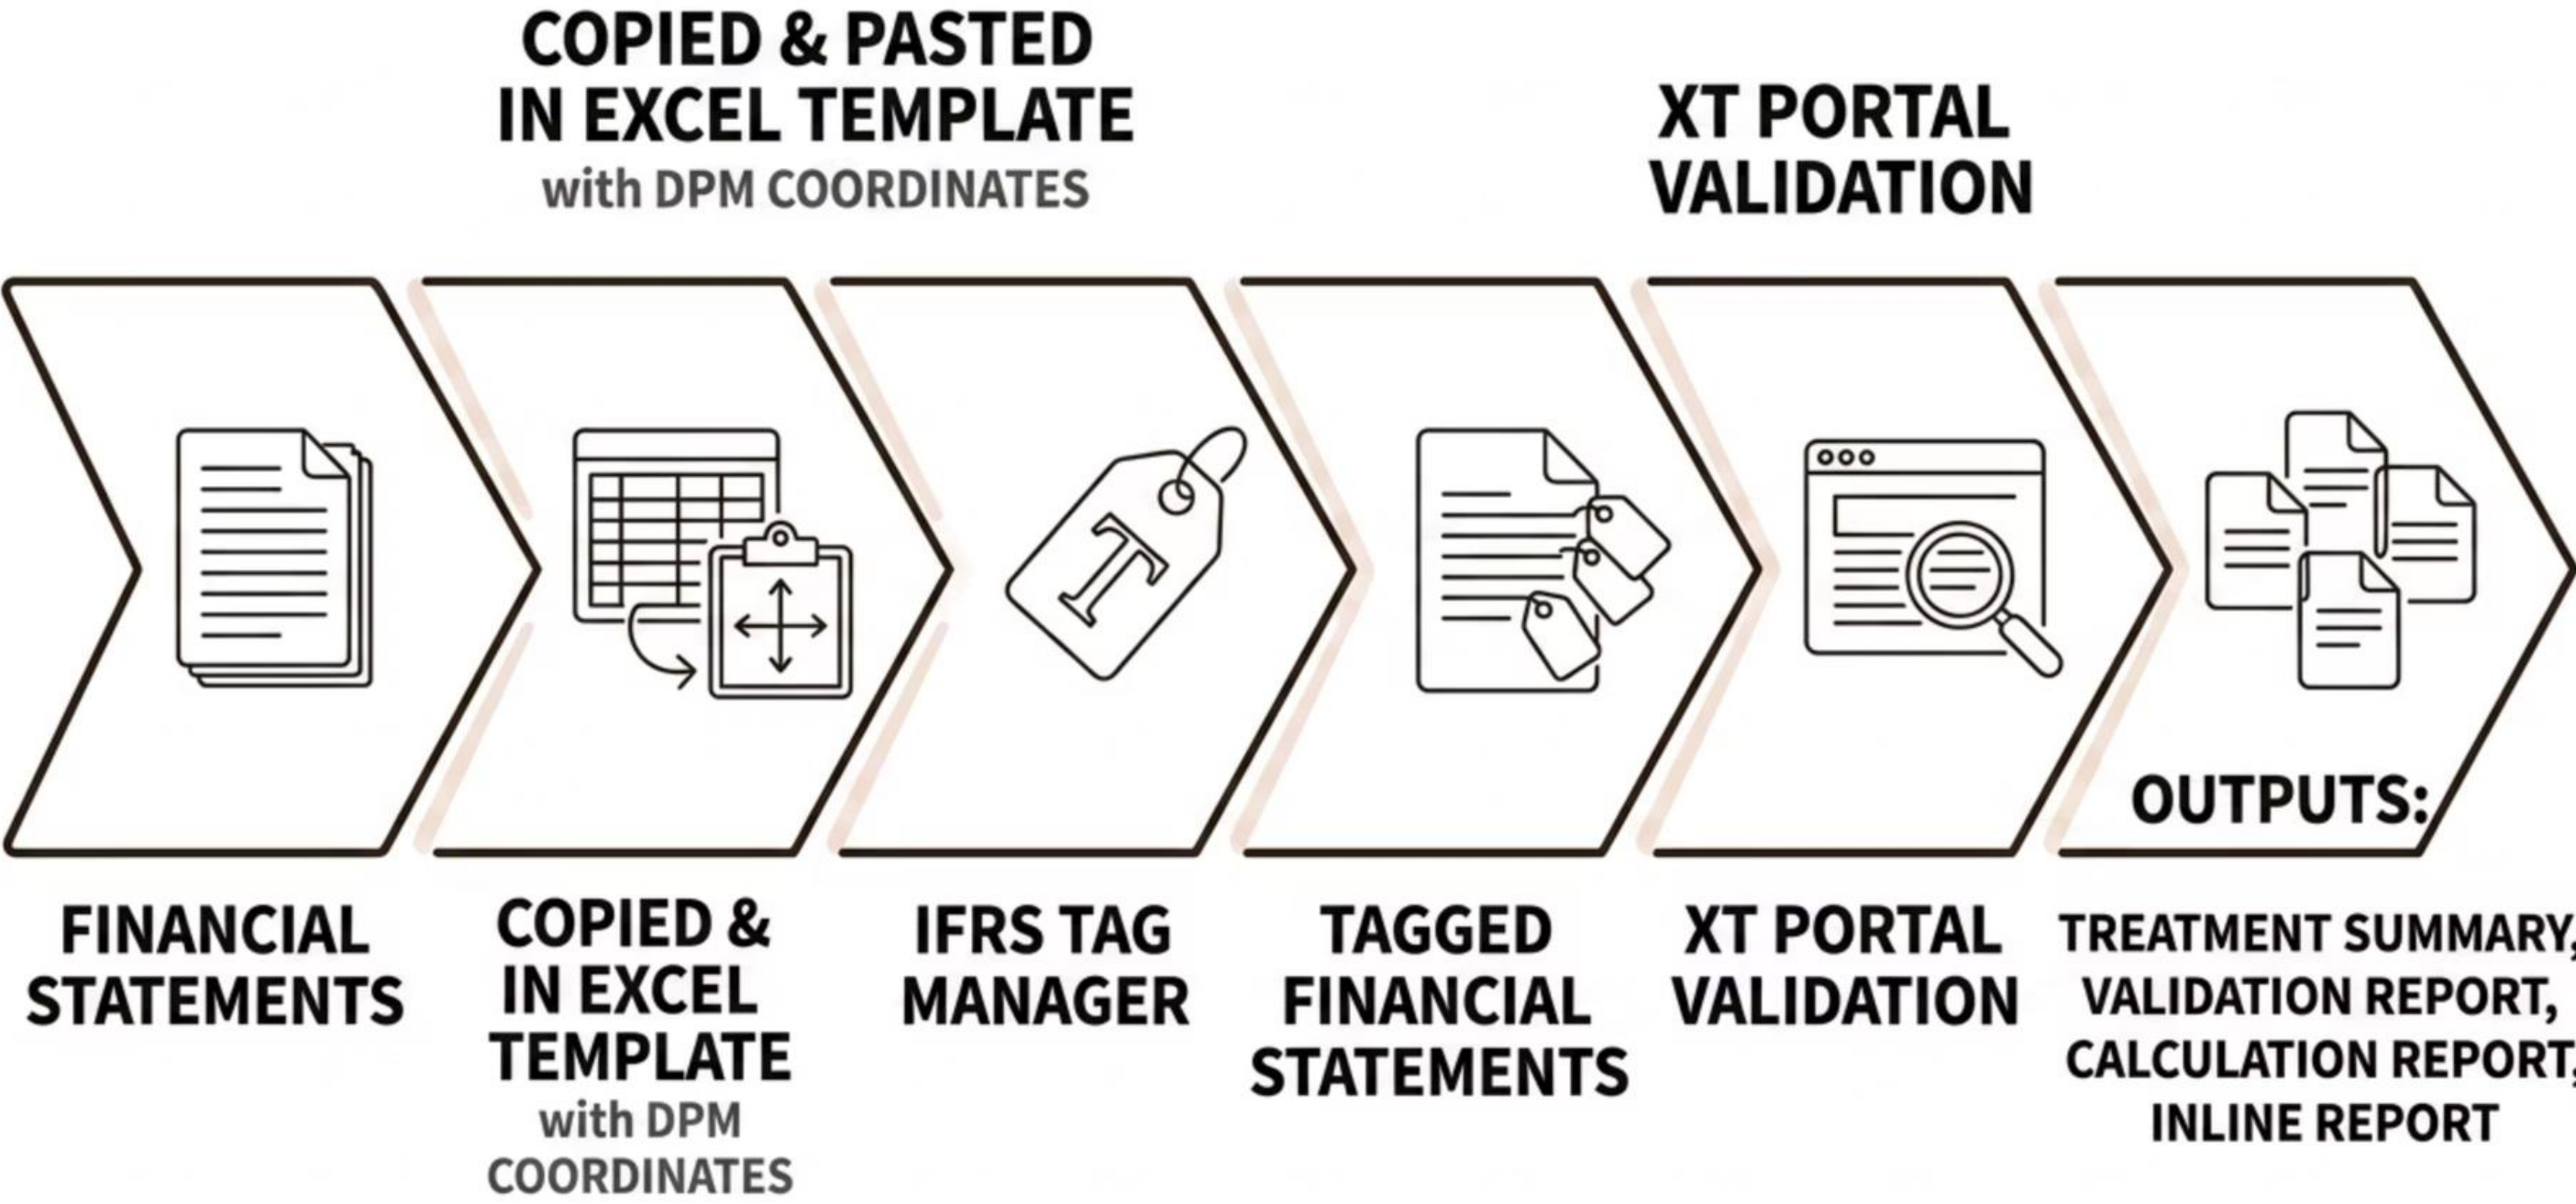 COPIED & PASTED
IN EXCEL TEMPLATE
with DPM COORDINATES
XT PORTAL
VALIDATION
T
OUTPUTS:
FINANCIAL
STATEMENTS
COPIED &
IN EXCEL
TEMPLATE
with DPM
COORDINATES
IFRS TAG
MANAGER
TAGGED
FINANCIAL
STATEMENTS
XT PORTAL
VALIDATION
TREATMENT SUMMARY,
VALIDATION REPORT,
CALCULATION REPORT,
INLINE REPORT